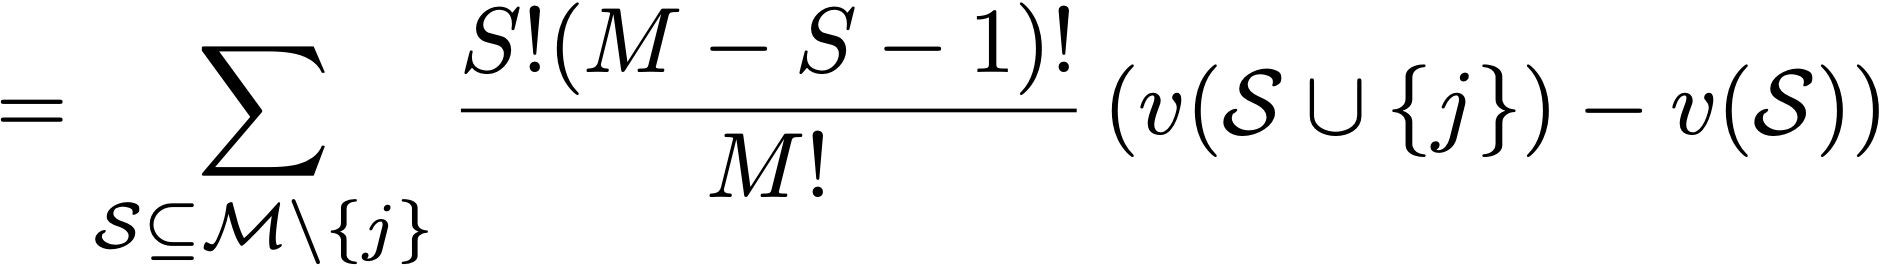 = \sum_{\mathcal{S} \subseteq \mathcal{M} \setminus \{j\}} \frac{S!(M - S - 1)!}{M!} (v(\mathcal{S} \cup \{j\}) - v(\mathcal{S}))